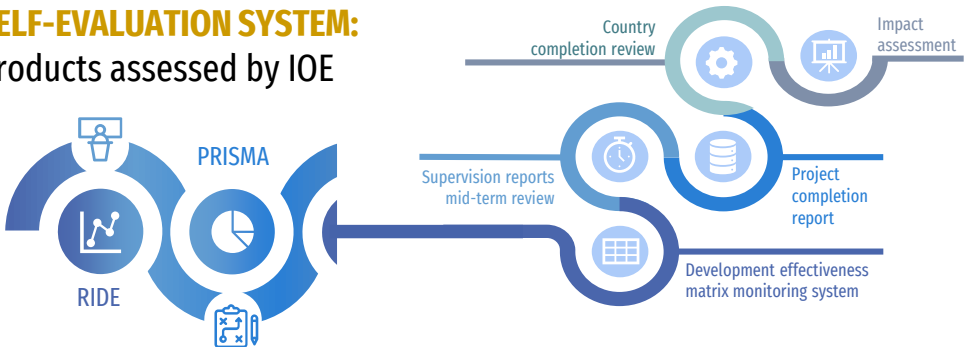 ELF-EVALUATION SYSTEM:
roducts assessed by IOE
PRISMA
RIDE
Country
completion review
Impact
assessment
Supervision reports
mid-term review
Project
completion
report
Development effectiveness
matrix monitoring system